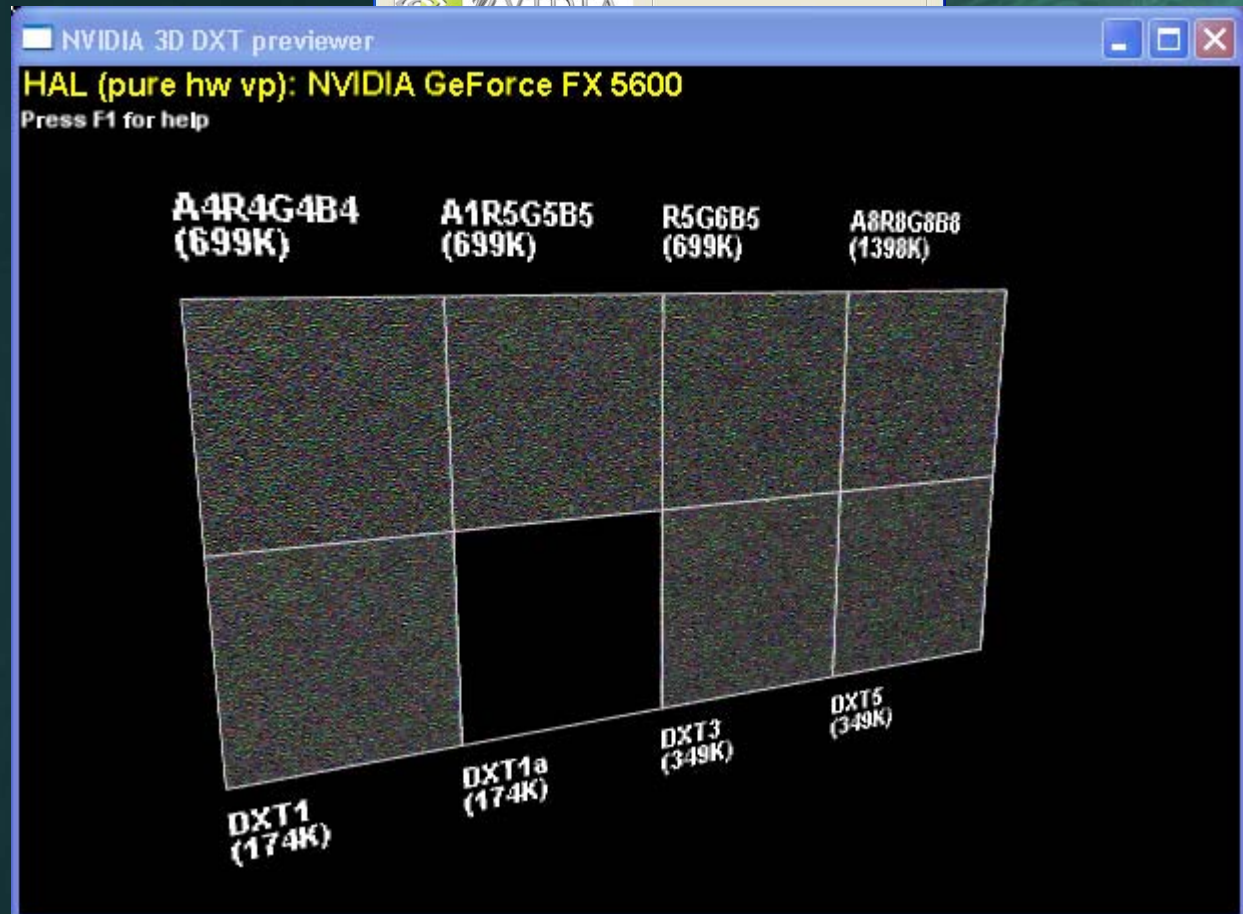 NVIDIA
NVIDIA 3D DXT previewer
HAL (pure hw vp): NVIDIA GeForce FX 5600
Press F1 for help
A4R4G4B4
(699K)
A1R5G5B5
(699K)
R5G6B5
(699K)
A8R8G8B8
(1398K)
DXT1
(174K)
DXT1a
(174K)
DXT3
(349K)
DXT5
(349K)